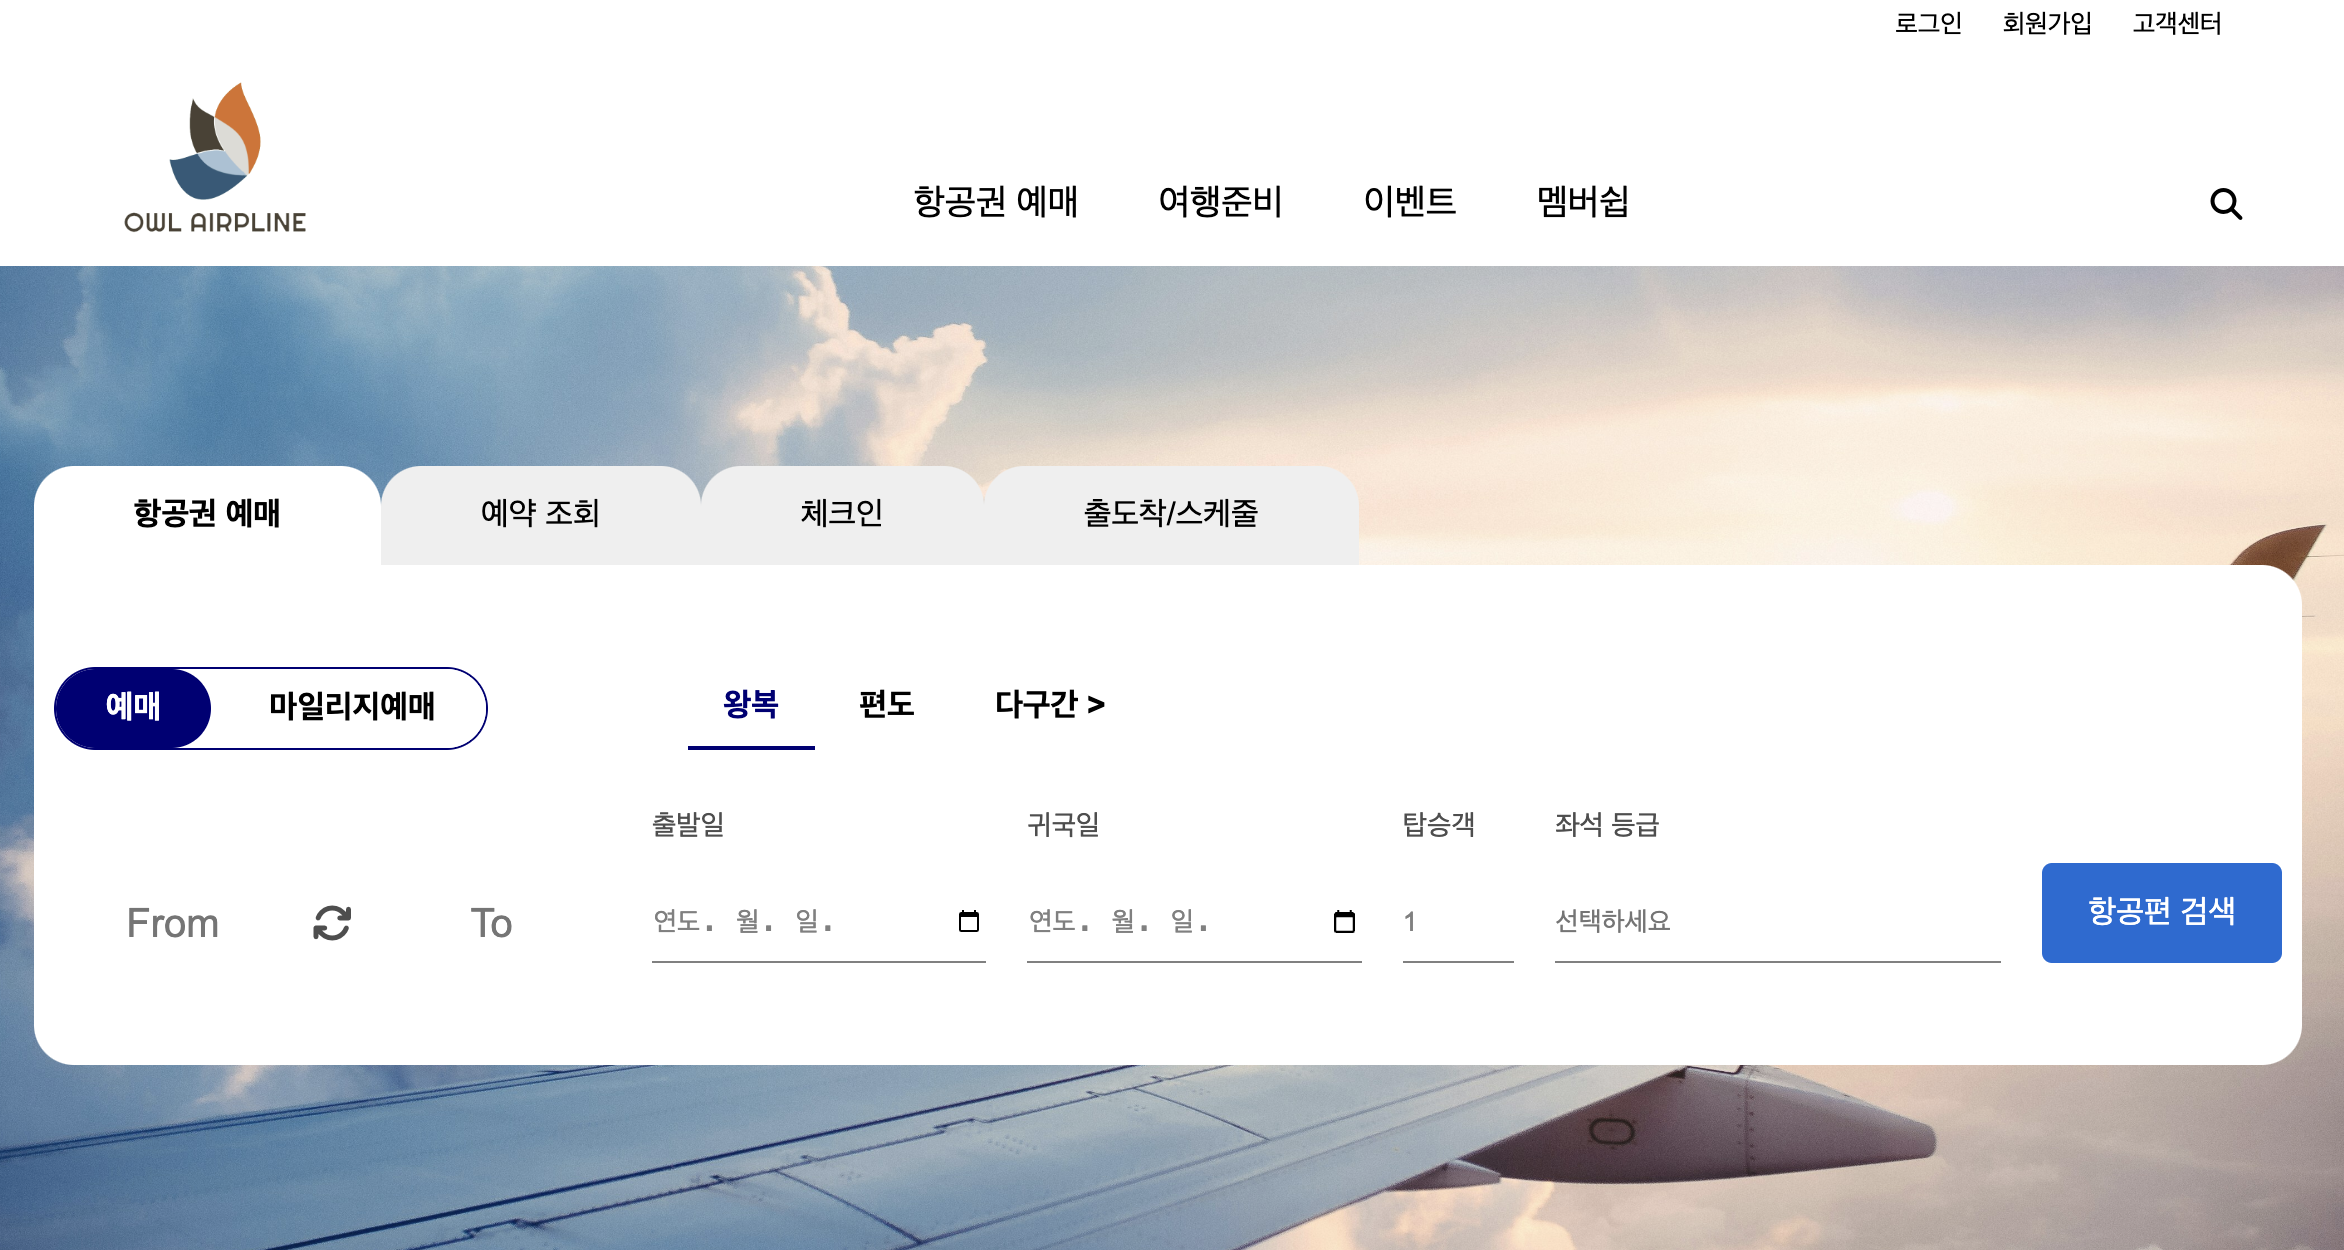 로그인 회원가입 고객센터
OWL AIRPLINE
항공권 예매 여행준비 이벤트 멤버쉽
항공권 예매 예약 조회 체크인 출도착/스케줄
예매 마일리지예매 왕복 편도 다구간 >
출발일 귀국일 탑승객 좌석 등급
From To 연도. 월. 일. 연도. 월. 일. 1 선택하세요 항공편 검색